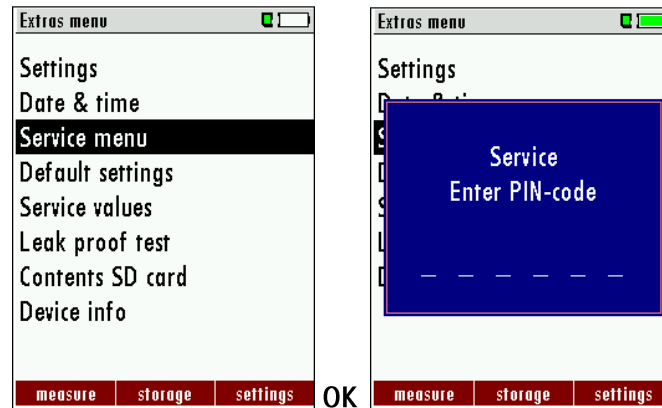 Extras menu
Settings
Date & time
Service menu
Default settings
Service values
Leak proof test
Contents SD card
Device info
measure storage settings
OK
Extras menu
Settings
Service
Enter PIN-code
_ _ _ _ _ _
measure storage settings